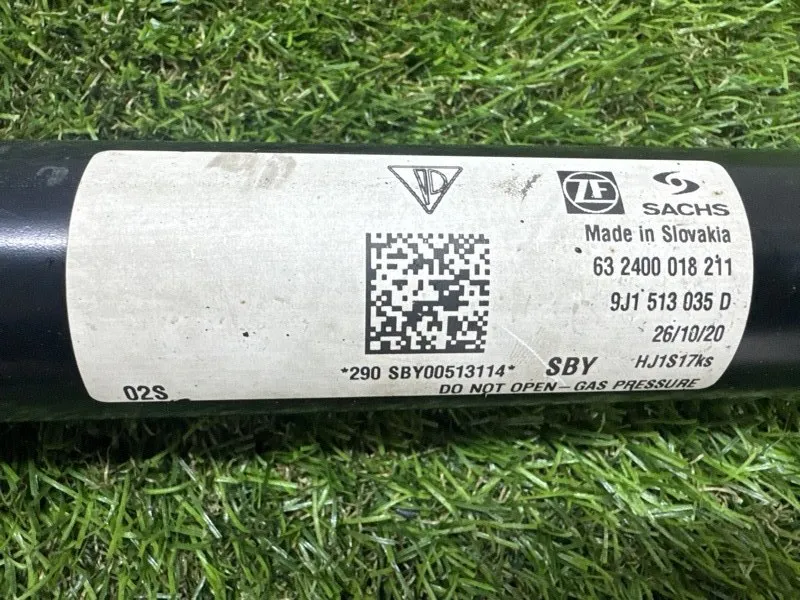 ZF
SACHS
Made in Slovakia
63 2400 018 211
9J1 513 035 D
26/10/20
*290 SBY00513114* SBY HJ1S17ks
02S
DO NOT OPEN-GAS PRESSURE